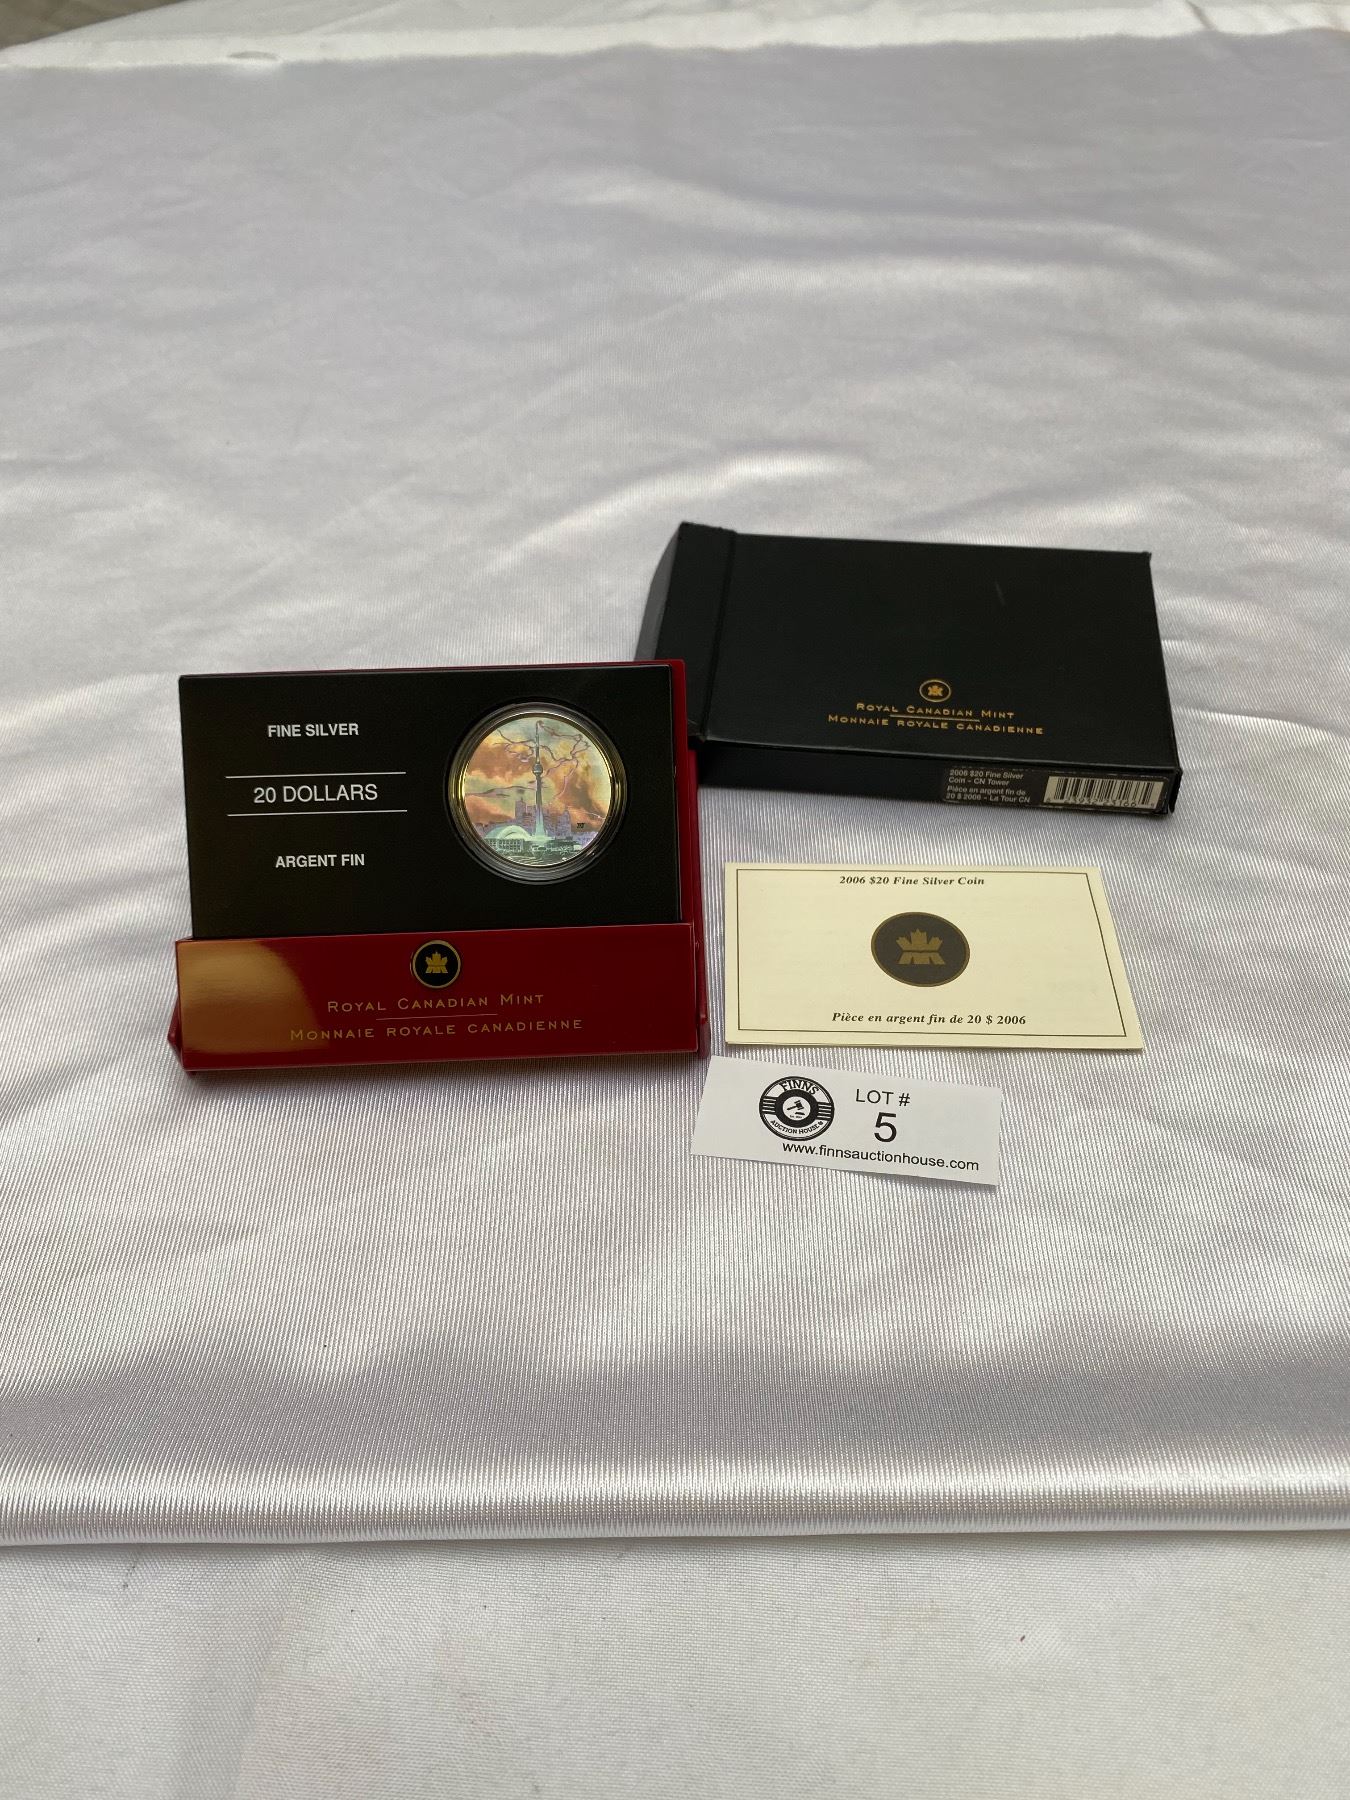 FINE SILVER
20 DOLLARS
ARGENT FIN
ROYAL CANADIAN MINT
MONNAIE ROYALE CANADIENNE
ROYAL CANADIAN MINT
MONNAIE ROYALE CANADIENNE
2006 $20 Fine Silver
Coin - CN Tower
Pièce en argent fin de
20 $ 2006 - La Tour CN
2006 $20 Fine Silver Coin
Pièce en argent fin de 20 $ 2006
FINNS
AUCTION HOUSE
LOT #
5
www.finnsauctionhouse.com